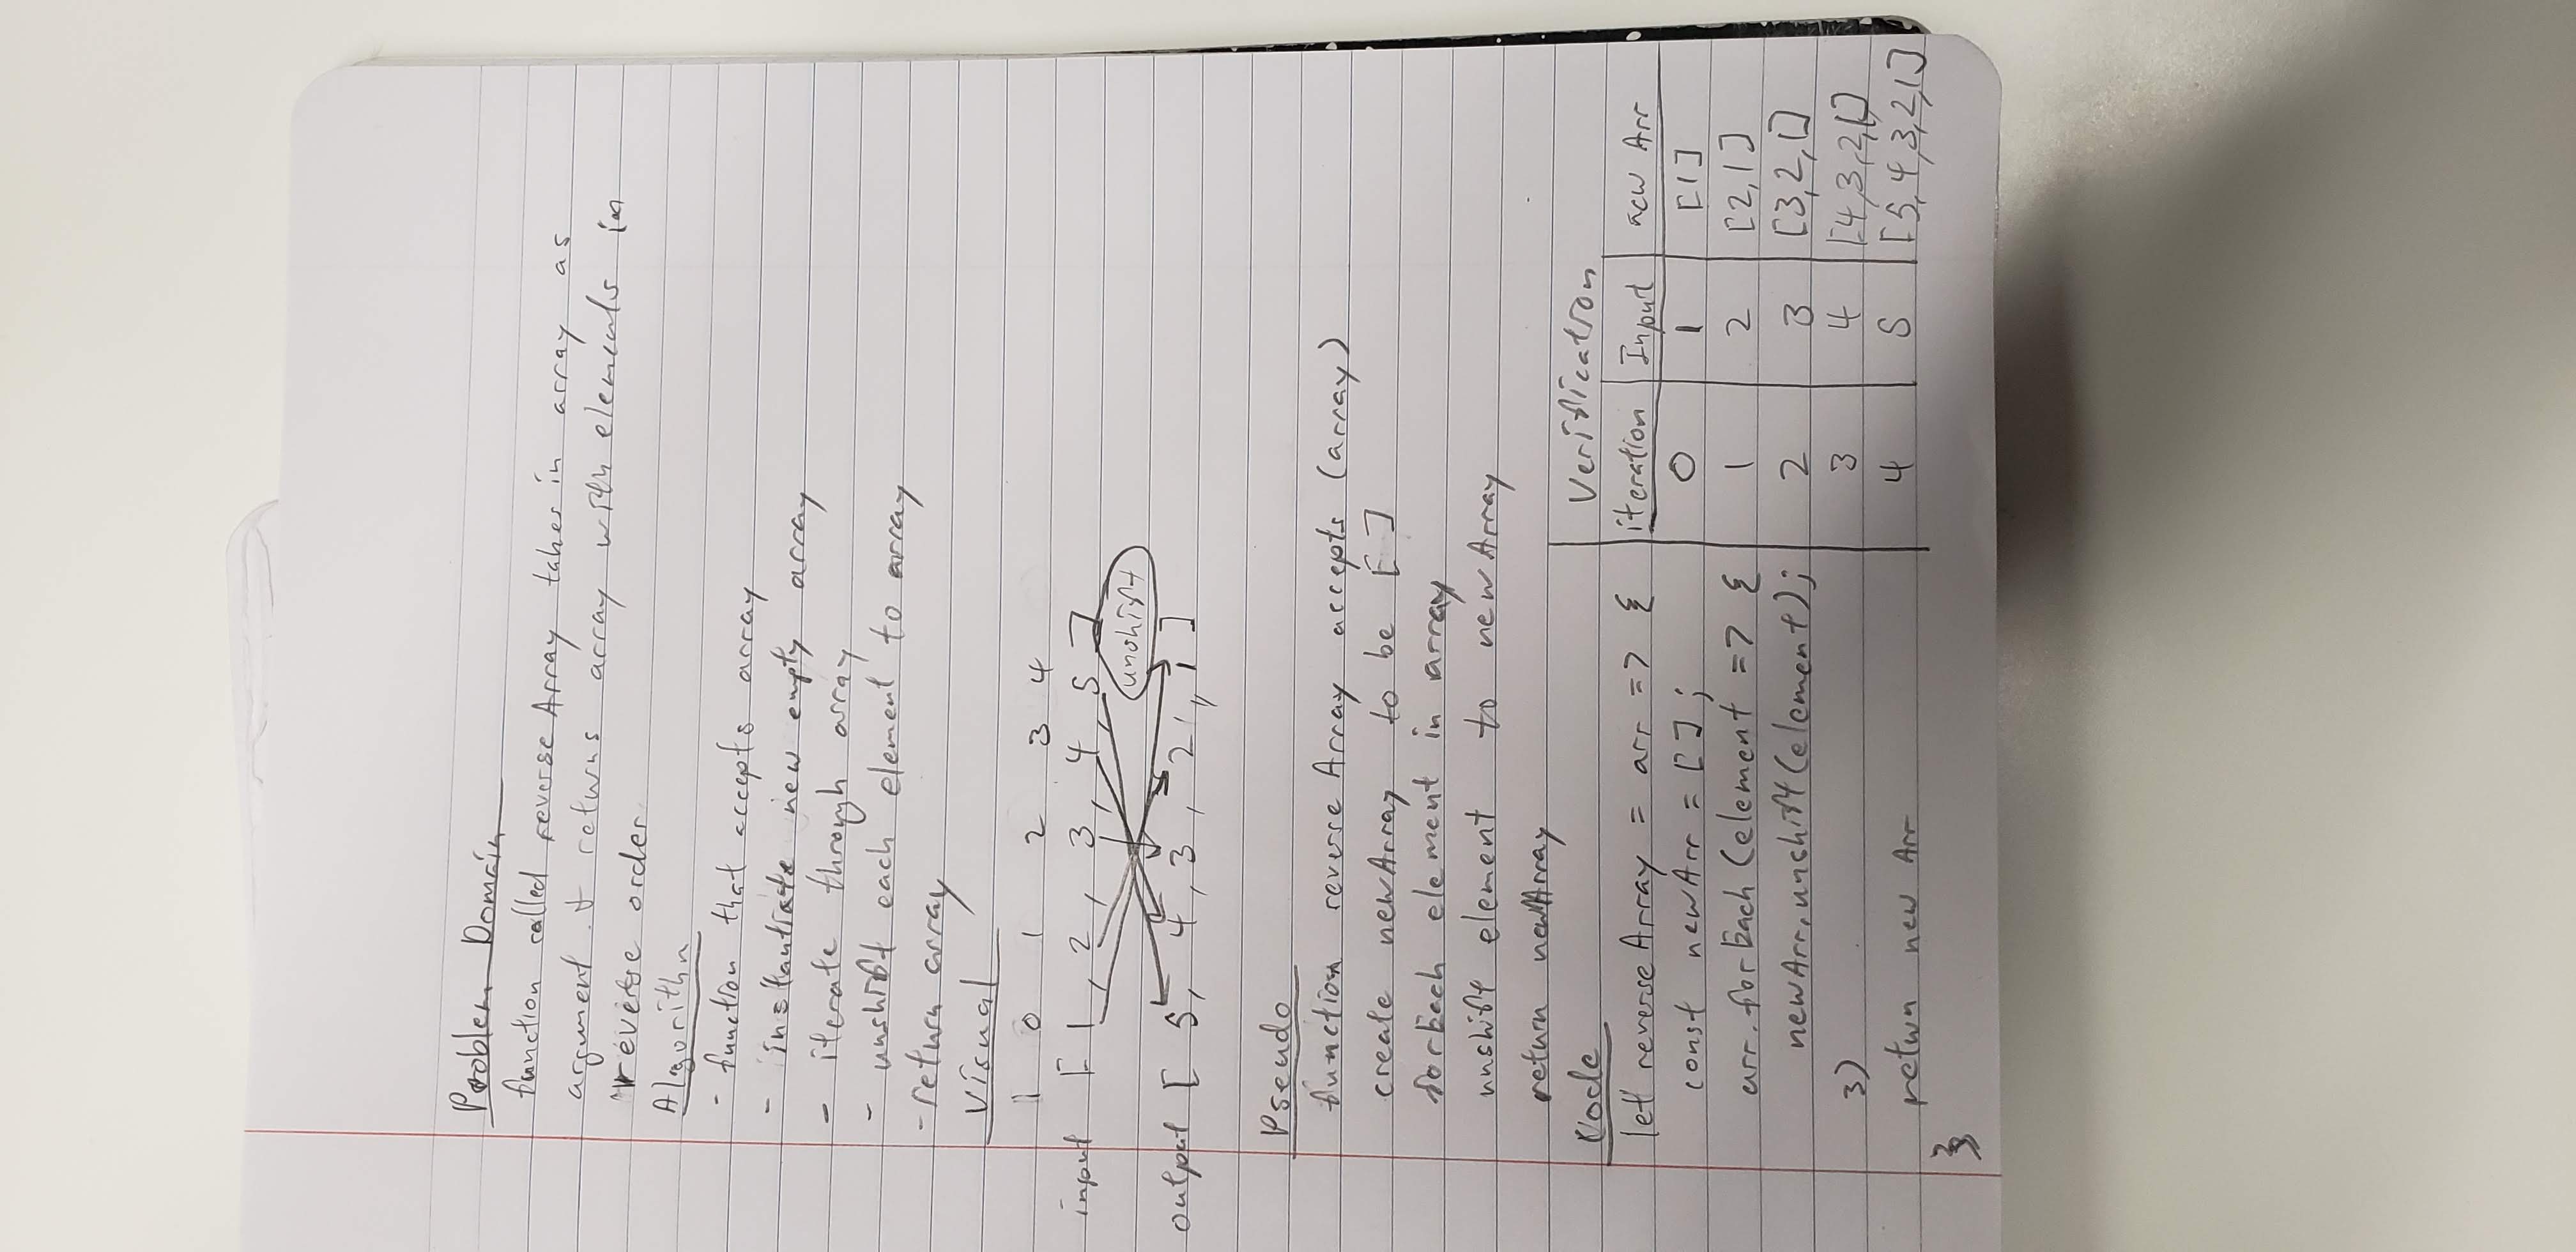 Problem Domain
function called reverseArray takes in array as
argument & returns array with elements in
reverse order
Algorithm
- function that accepts array
- instantiate new empty array
- iterate through array
- unshift each element to array
- return array
Visual
0 1 2 3 4
input [ 1 , 2 , 3 , 4 , 5 ]
unshift
output [ 5, 4 , 3 , 2 , 1 ]
Pseudo
function reverseArray accepts (array)
create newArray to be [ ]
forEach element in array
unshift element to newArray
return newArray
Code
let reverseArray = arr => {
const newArr = [ ] ;
arr.forEach (element => {
newArr.unshift (element) ;
})
return new Arr
}
Verification
iteration Input new Arr
0 1 [1]
1 2 [2,1]
2 3 [3,2,1]
3 4 [4,3,2,1]
4 5 [5,4,3,2,1]